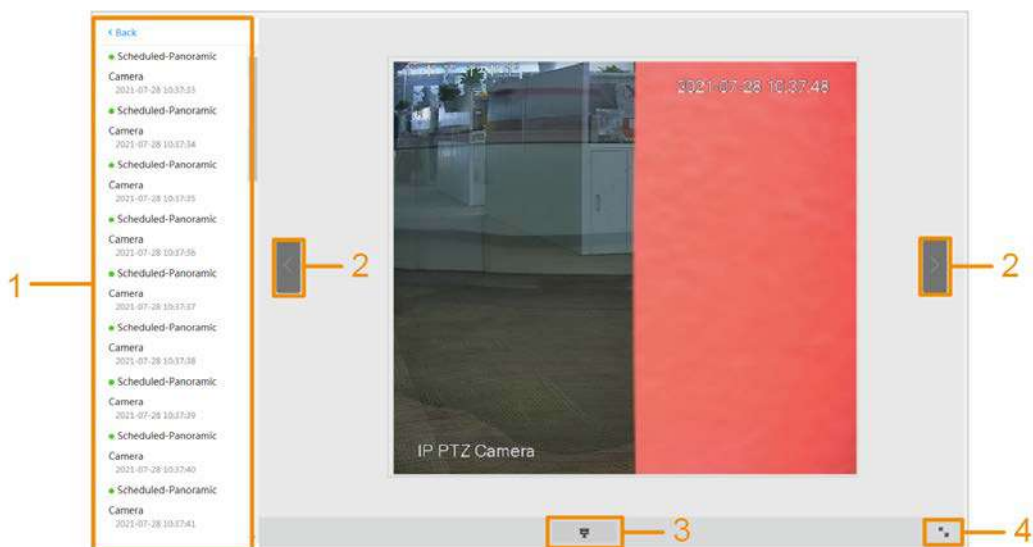 < Back
Scheduled-Panoramic
Camera
2021-07-28 10:37:33
Scheduled-Panoramic
Camera
2021-07-28 10:37:34
Scheduled-Panoramic
Camera
2021-07-28 10:37:35
Scheduled-Panoramic
Camera
2021-07-28 10:37:36
Scheduled-Panoramic
Camera
2021-07-28 10:37:37
Scheduled-Panoramic
Camera
2021-07-28 10:37:38
Scheduled-Panoramic
Camera
2021-07-28 10:37:39
Scheduled-Panoramic
Camera
2021-07-28 10:37:40
Scheduled-Panoramic
Camera
2021-07-28 10:37:41
1
2
2021-07-28 10:37:48
IP PTZ Camera
2
3
4